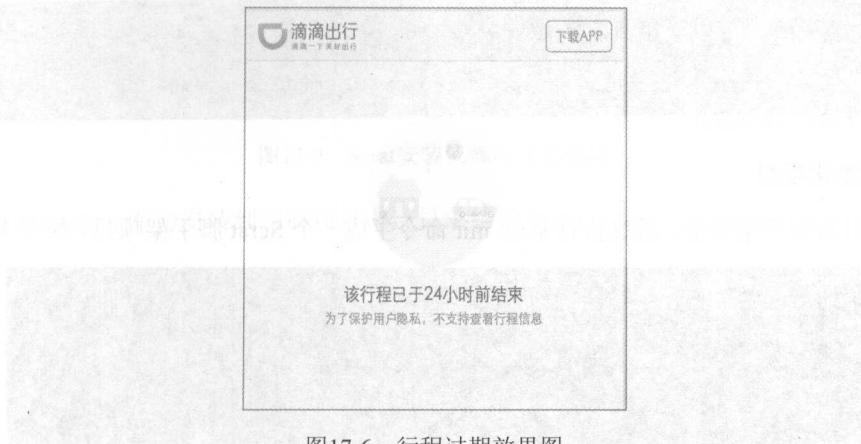 滴滴出行
滴滴一下 美好出行
下载APP
该行程已于24小时前结束
为了保护用户隐私，不支持查看行程信息
图17-6 行程过期效果图